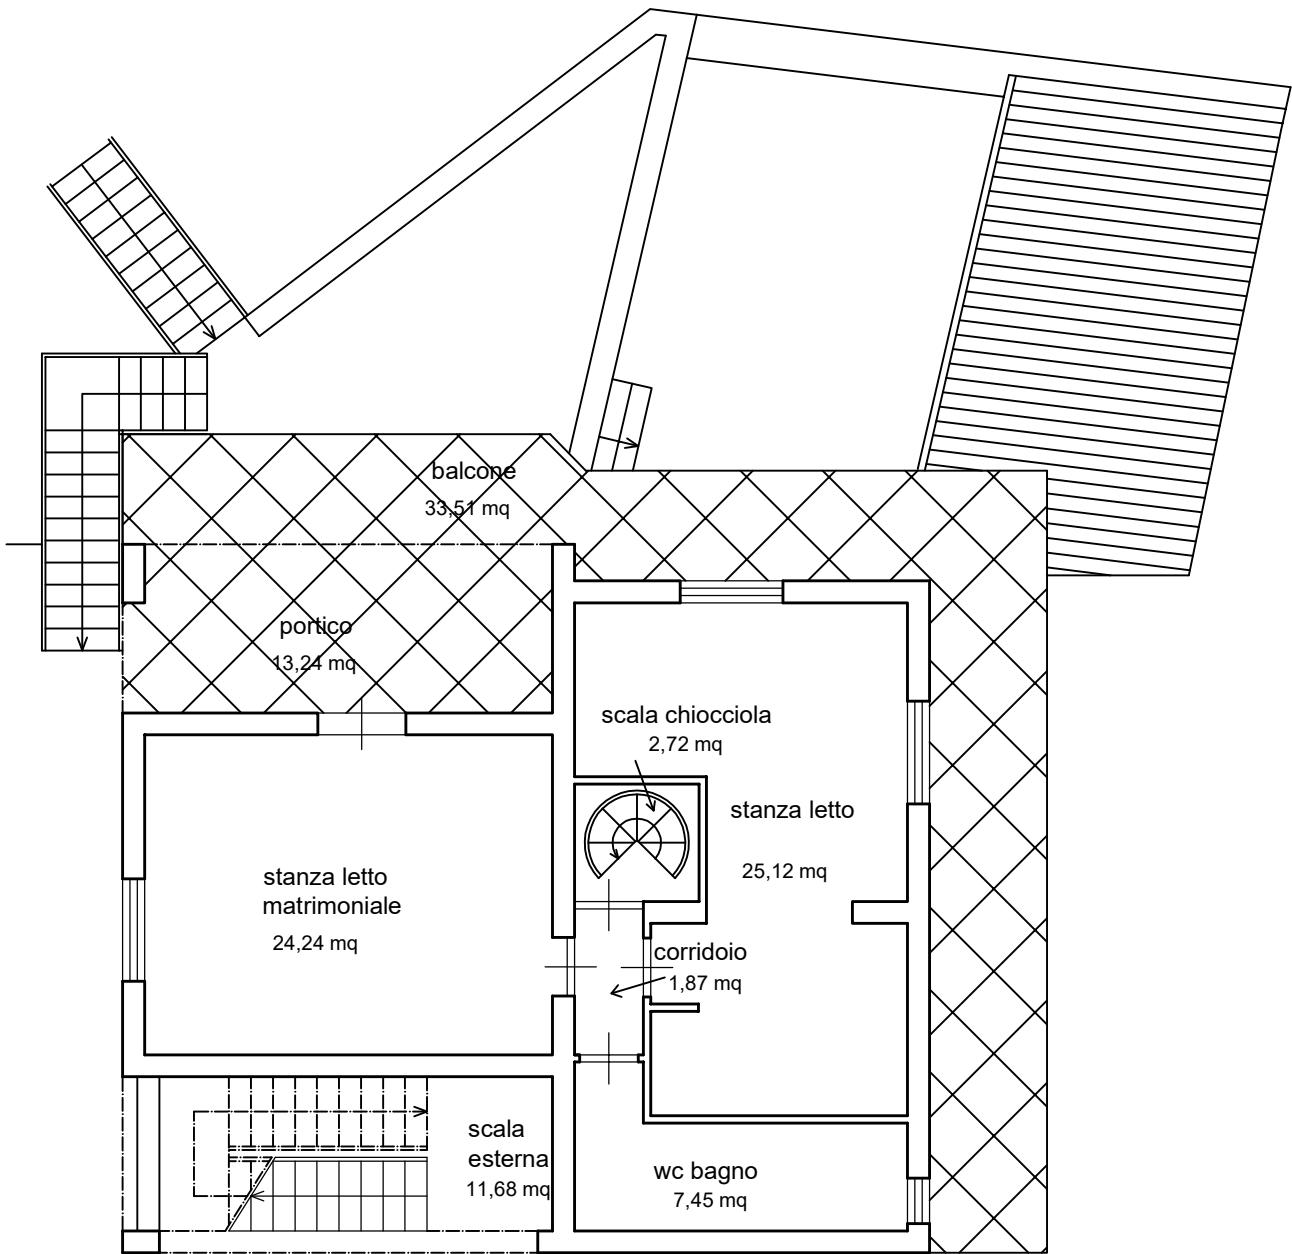 balcone
33,51 mq
portico
13,24 mq
scala chiocciola
2,72 mq
stanza letto
25,12 mq
stanza letto
matrimoniale
24,24 mq
corridoio
1,87 mq
scala
esterna
11,68 mq
wc bagno
7,45 mq